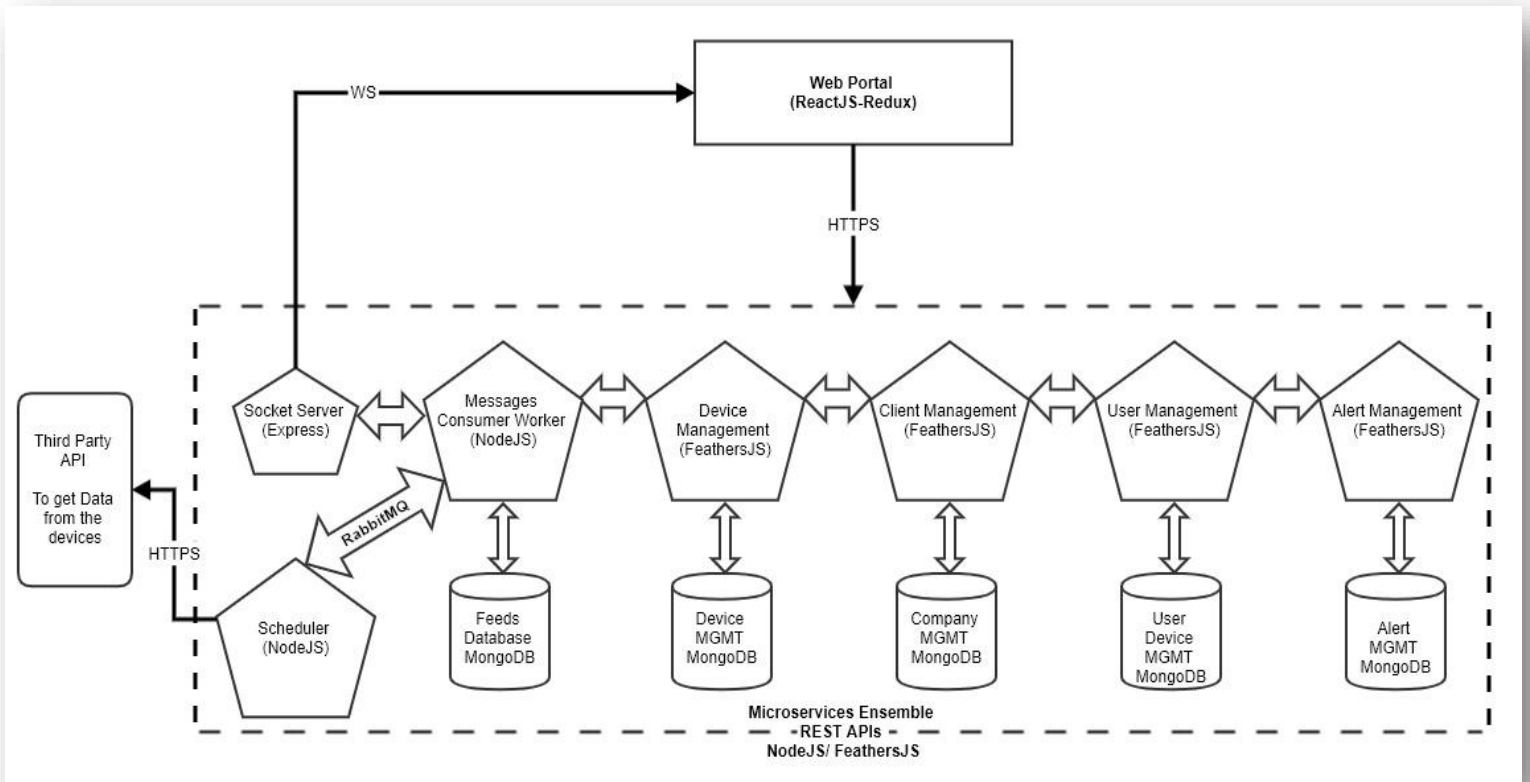 Web Portal
(ReactJS-Redux)
WS
HTTPS
Socket Server
(Express)
Messages
Consumer Worker
(NodeJS)
Device
Management
(FeathersJS)
Client Management
(FeathersJS)
User Management
(FeathersJS)
Alert Management
(FeathersJS)
Third Party
API
To get Data
from the
devices
HTTPS
RabbitMQ
Scheduler
(NodeJS)
Feeds
Database
MongoDB
Device
MGMT
MongoDB
Company
MGMT
MongoDB
User
Device
MGMT
MongoDB
Alert
MGMT
MongoDB
Microservices Ensemble
REST APIs
NodeJS/ FeathersJS